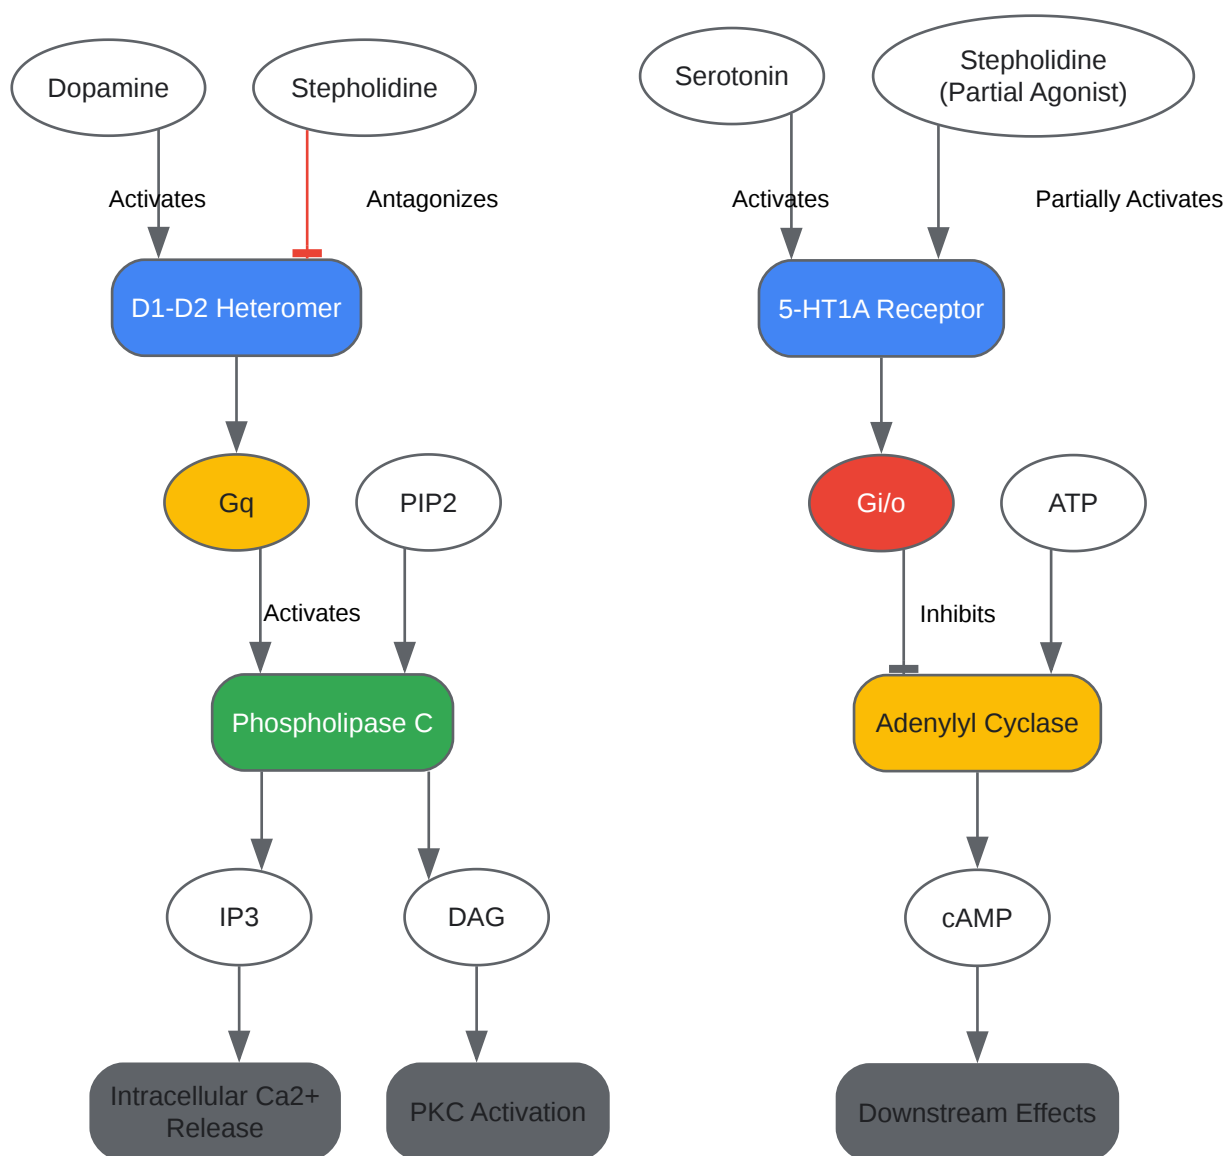 Dopamine
Stepholidine
Activates
Antagonizes
D1-D2 Heteromer
Gq
PIP2
Activates
Phospholipase C
IP3
DAG
Intracellular Ca2+
Release
PKC Activation
Serotonin
Stepholidine
(Partial Agonist)
Activates
Partially Activates
5-HT1A Receptor
Gi/o
ATP
Inhibits
Adenylyl Cyclase
cAMP
Downstream Effects